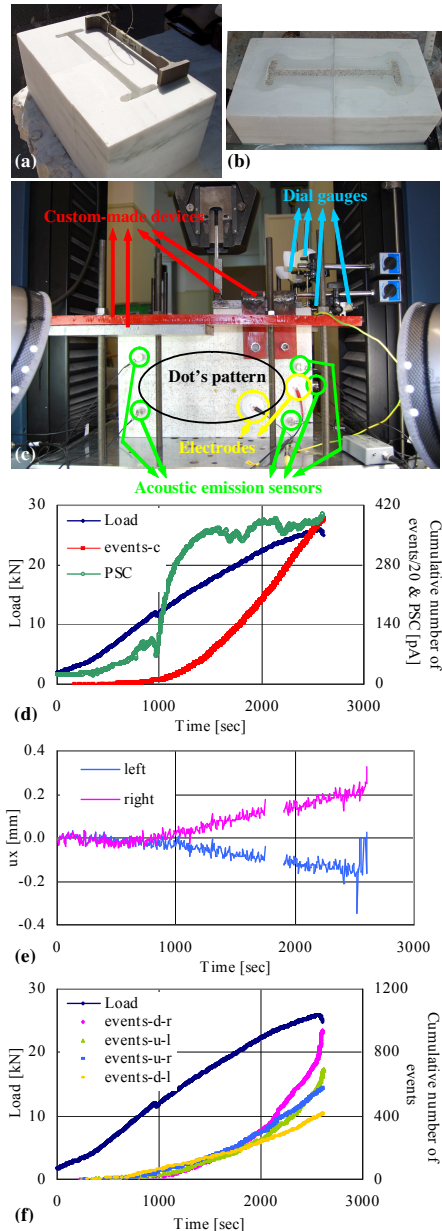 (a)
(b)
Custom-made devices
Dial gauges
Dot's pattern
Electrodes
(c)
Acoustic emission sensors
30
20
10
0
Load [kN]
Load
events-c
PSC
420
280
140
0
Cumulative number of
events/20 & PSC [pA]
0
1000
2000
3000
Time [sec]
(d)
0.4
0.2
0.0
-0.2
-0.4
ux [mm]
left
right
0
1000
2000
3000
Time [sec]
(e)
30
20
10
0
Load [kN]
Load
events-d-r
events-u-l
events-u-r
events-d-l
1200
800
400
0
Cumulative number of
events
0
1000
2000
3000
Time [sec]
(f)